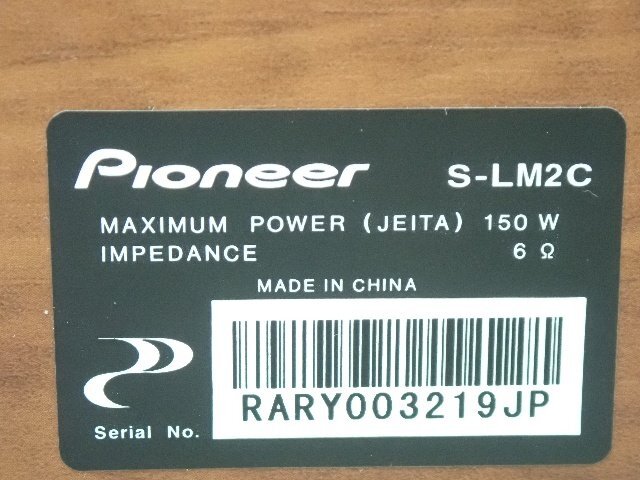 Pioneer S-LM2C
MAXIMUM POWER (JEITA) 150 W
IMPEDANCE 6 Ω
MADE IN CHINA
RARY003219JP
Serial No.